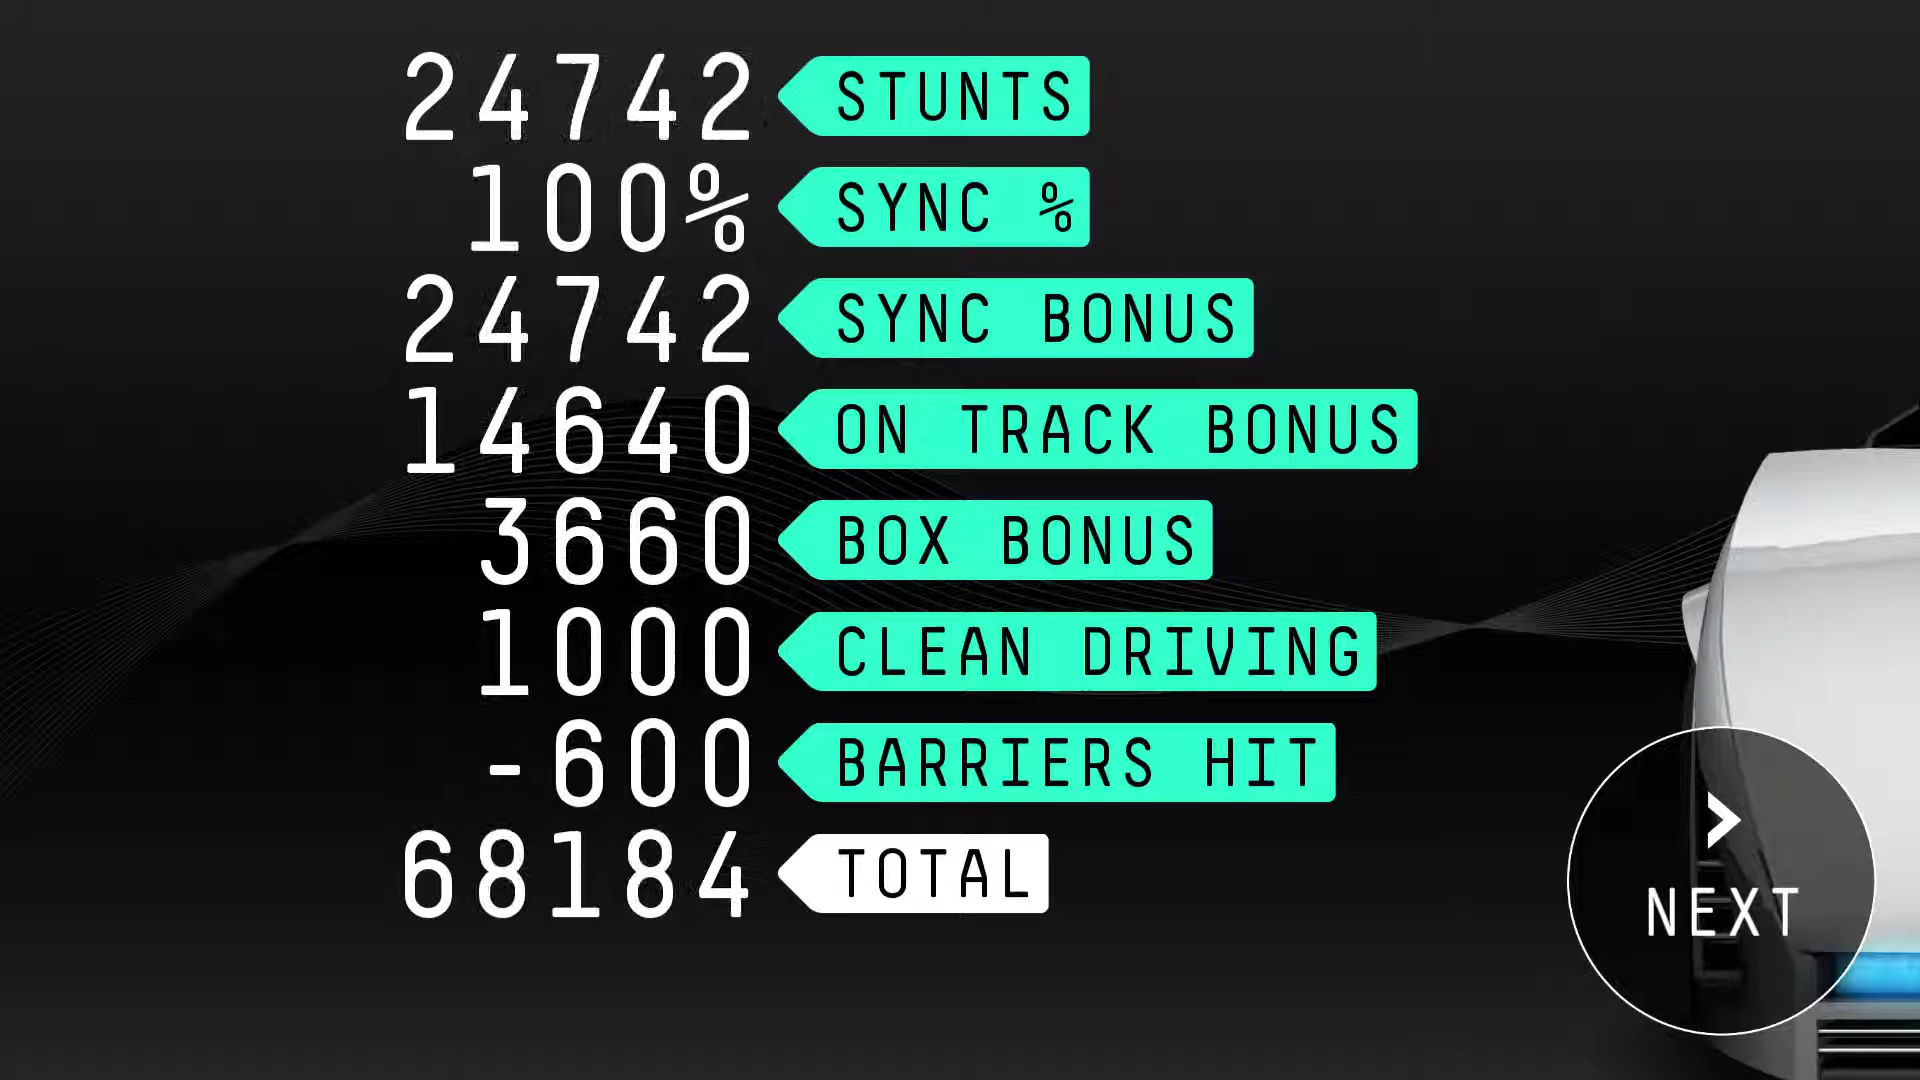 24742 STUNTS
100% SYNC %
24742 SYNC BONUS
14640 ON TRACK BONUS
3660 BOX BONUS
1000 CLEAN DRIVING
-600 BARRIERS HIT
68184 TOTAL
> NEXT